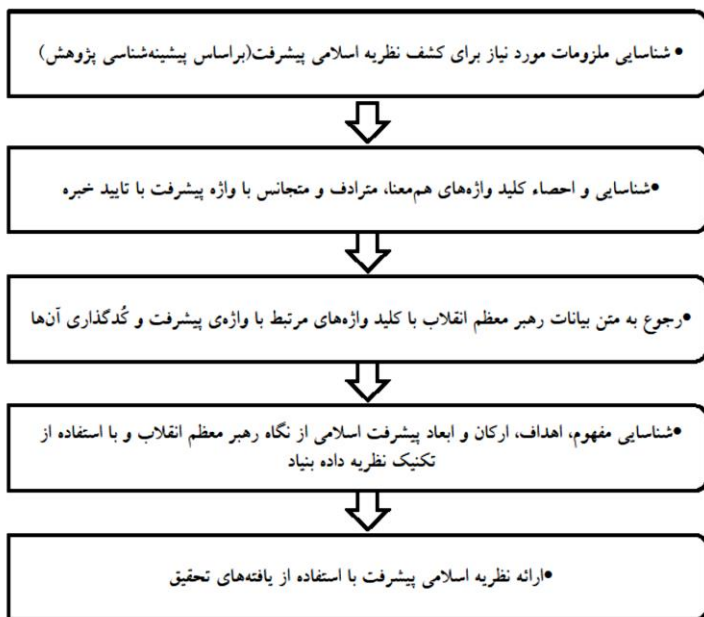 •شناسایی ملزومات مورد نیاز برای کشف نظریه اسلامی پیشرفت(براساس پیشینه‌شناسی پژوهش)
•شناسایی و احصاء کلید واژه‌های هم‌معنا، مترادف و متجانس با واژه پیشرفت با تایید خبره
•رجوع به متن بیانات رهبر معظم انقلاب با کلید واژه‌های مرتبط با واژه‌ی پیشرفت و کُدگذاری آن‌ها
•شناسایی مفهوم، اهداف، ارکان و ابعاد پیشرفت اسلامی از نگاه رهبر معظم انقلاب و با استفاده از
تکنیک نظریه داده بنیاد
•ارائه نظریه اسلامی پیشرفت با استفاده از یافته‌های تحقیق